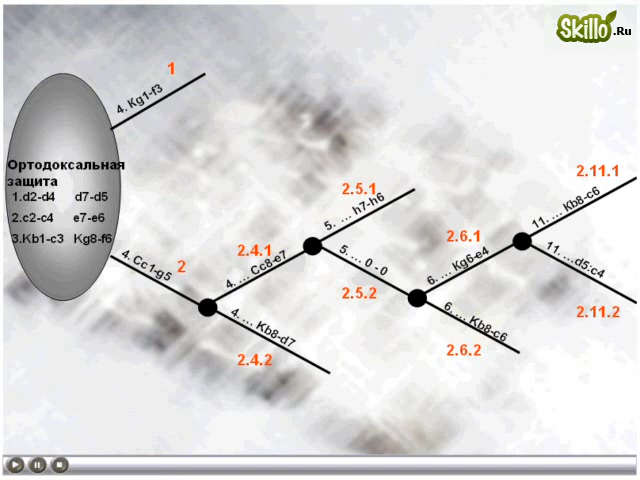 Skillo.Ru
1
4. Kg1-f3
Ортодоксальная
защита
1.d2-d4 d7-d5
2.c2-c4 e7-e6
3.Kb1-c3 Kg8-f6
4. Cc1-g5
2
2.4.1
4. ... Cc8-e7
4. ... Kb8-d7
2.4.2
2.5.1
5. ... h7-h6
5. ... 0 - 0
2.5.2
2.6.1
6. ... Kg6-e4
6. ... Kb8-c6
2.6.2
2.11.1
11. ... Kb8-c6
11. ...d5:c4
2.11.2